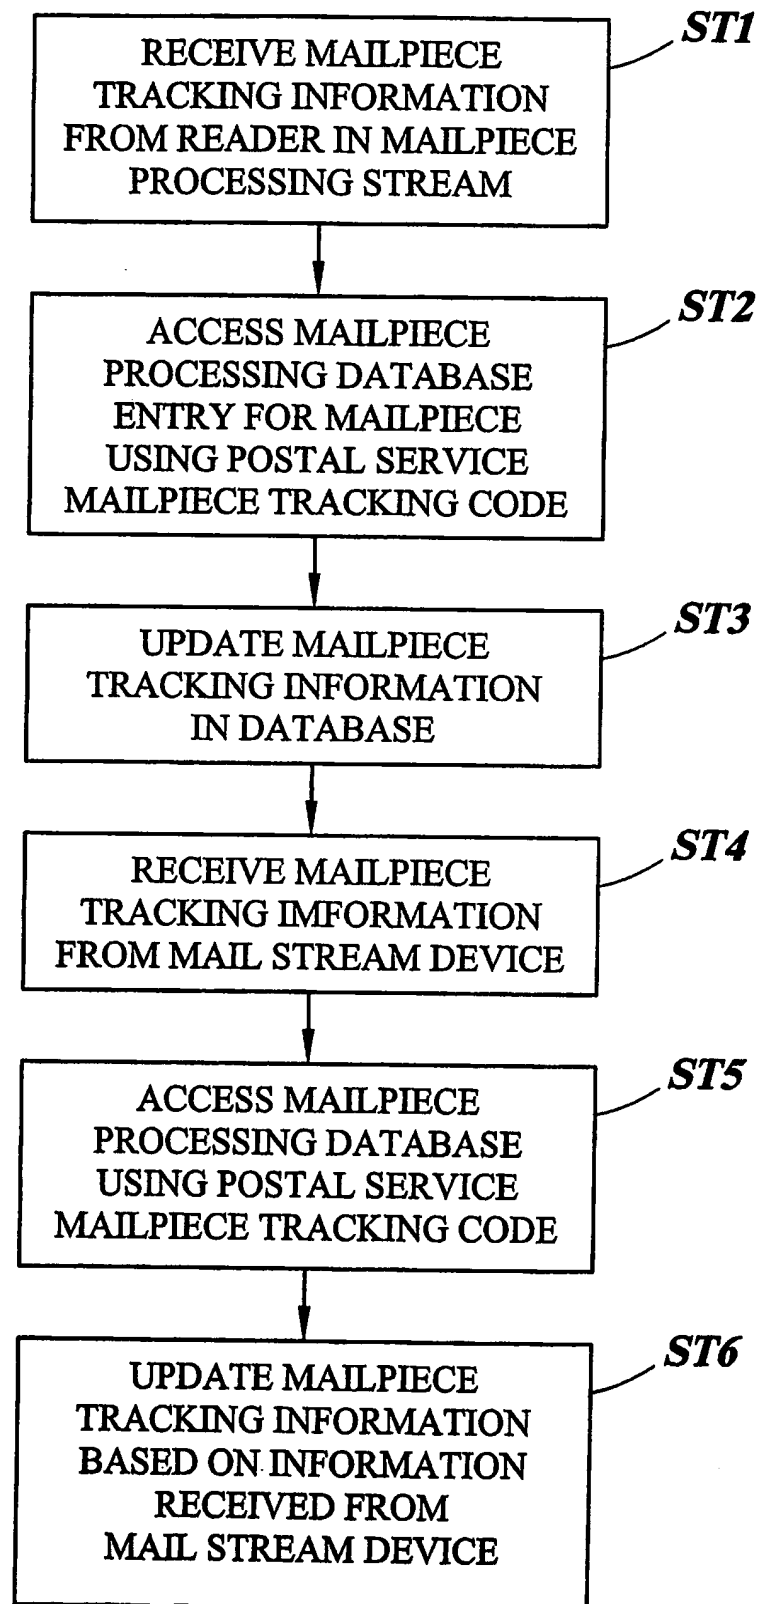 ST1
RECEIVE MAILPIECE
TRACKING INFORMATION
FROM READER IN MAILPIECE
PROCESSING STREAM
ST2
ACCESS MAILPIECE
PROCESSING DATABASE
ENTRY FOR MAILPIECE
USING POSTAL SERVICE
MAILPIECE TRACKING CODE
ST3
UPDATE MAILPIECE
TRACKING INFORMATION
IN DATABASE
ST4
RECEIVE MAILPIECE
TRACKING IMFORMATION
FROM MAIL STREAM DEVICE
ST5
ACCESS MAILPIECE
PROCESSING DATABASE
USING POSTAL SERVICE
MAILPIECE TRACKING CODE
ST6
UPDATE MAILPIECE
TRACKING INFORMATION
BASED ON INFORMATION
RECEIVED FROM
MAIL STREAM DEVICE